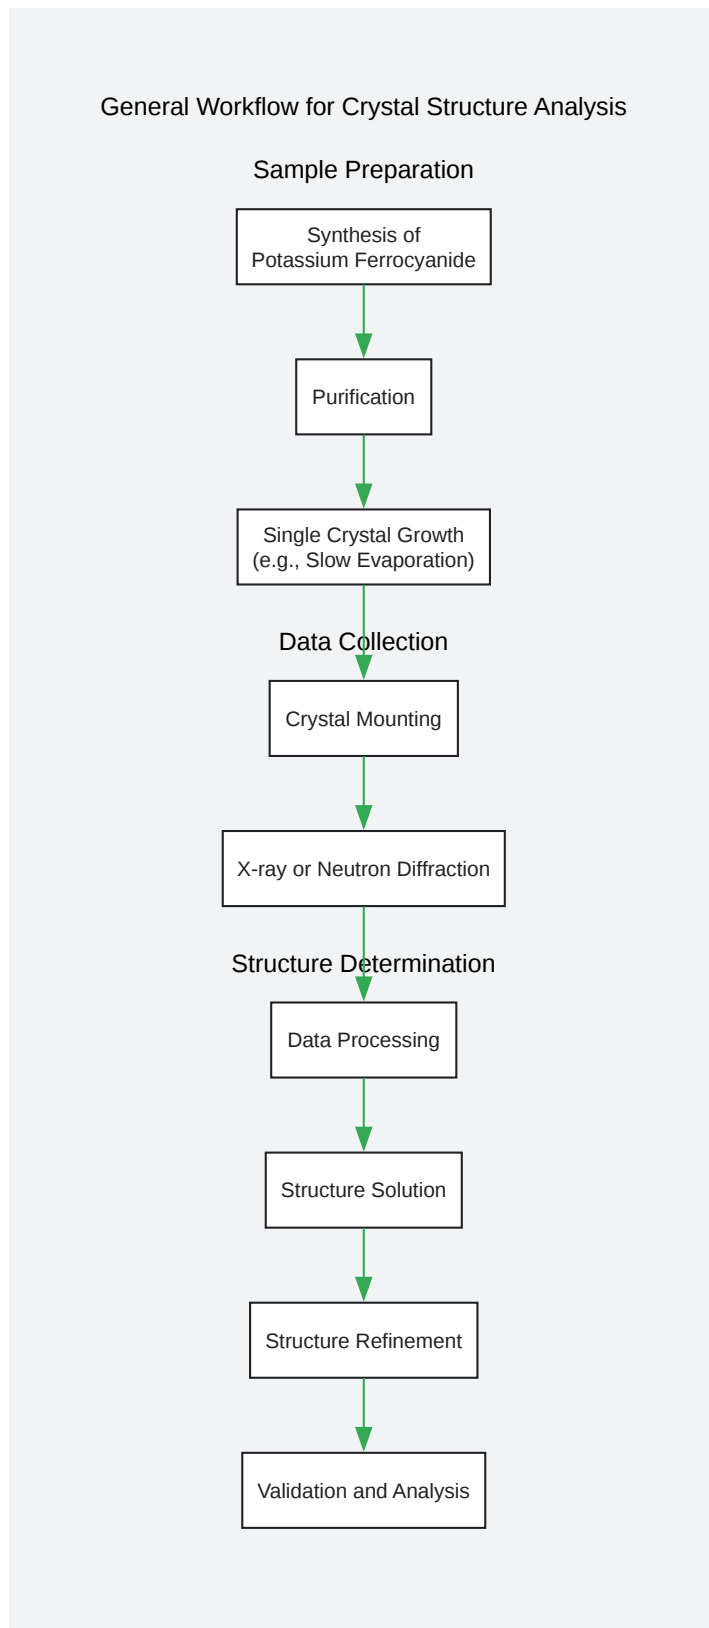 General Workflow for Crystal Structure Analysis
Sample Preparation
Synthesis of
Potassium Ferrocyanide
Purification
Single Crystal Growth
(e.g., Slow Evaporation)
Data Collection
Crystal Mounting
X-ray or Neutron Diffraction
Structure Determination
Data Processing
Structure Solution
Structure Refinement
Validation and Analysis